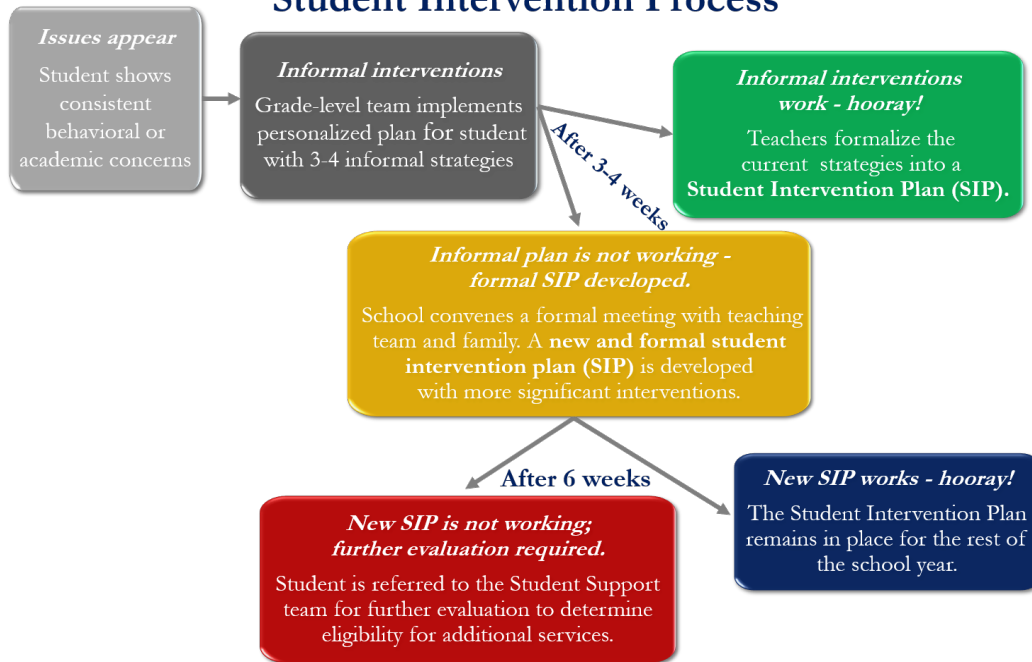 Student Intervention Process
Issues appear
Student shows
consistent
behavioral or
academic concerns
Informal interventions
Grade-level team implements
personalized plan for student
with 3-4 informal strategies
Informal interventions
work - hooray!
Teachers formalize the
current strategies into a
Student Intervention Plan (SIP).
After 3-4 weeks
Informal plan is not working -
formal SIP developed.
School convenes a formal meeting with teaching
team and family. A new and formal student
intervention plan (SIP) is developed
with more significant interventions.
After 6 weeks
New SIP is not working;
further evaluation required.
Student is referred to the Student Support
team for further evaluation to determine
eligibility for additional services.
New SIP works - hooray!
The Student Intervention Plan
remains in place for the rest of
the school year.